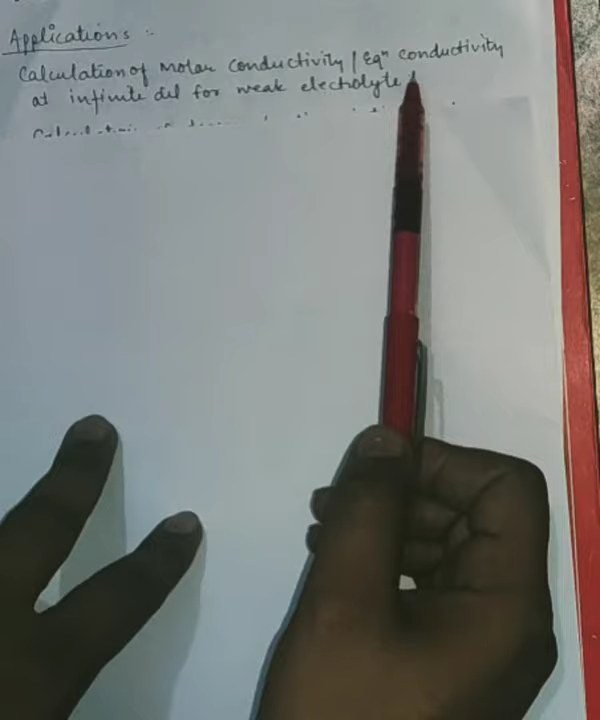 Applications :-
Calculation of Molar conductivity / Eqⁿ conductivity
at infinite dil for weak electrolyte